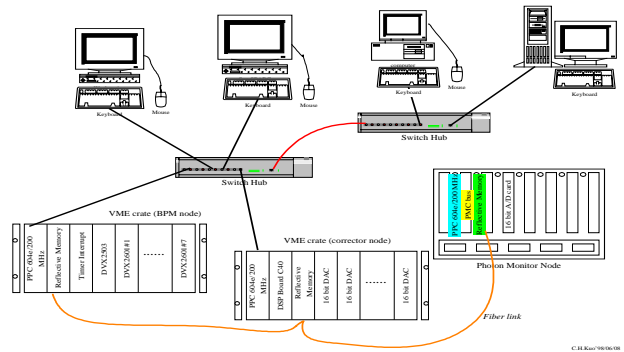 computer
Keyboard
Mouse
Keyboard
Mouse
Keyboard
Mouse
Keyboard
Switch Hub
Switch Hub
VME crate (BPM node)
PPC 604e/200 MHz
Reflective Memory
Timer Interrupt
DVX2503
DVX2601#1
......
DVX2601#7
VME crate (corrector node)
PPC 604e/200 MHz
DSP Board C40
Reflective Memory
16 bit DAC
16 bit DAC
......
16 bit DAC
PPC 604e/200MHz
PMC bus
Reflective Memory
16 bit A/D card
Photon Monitor Node
Fiber link
C.H.Kuo'98/06/08